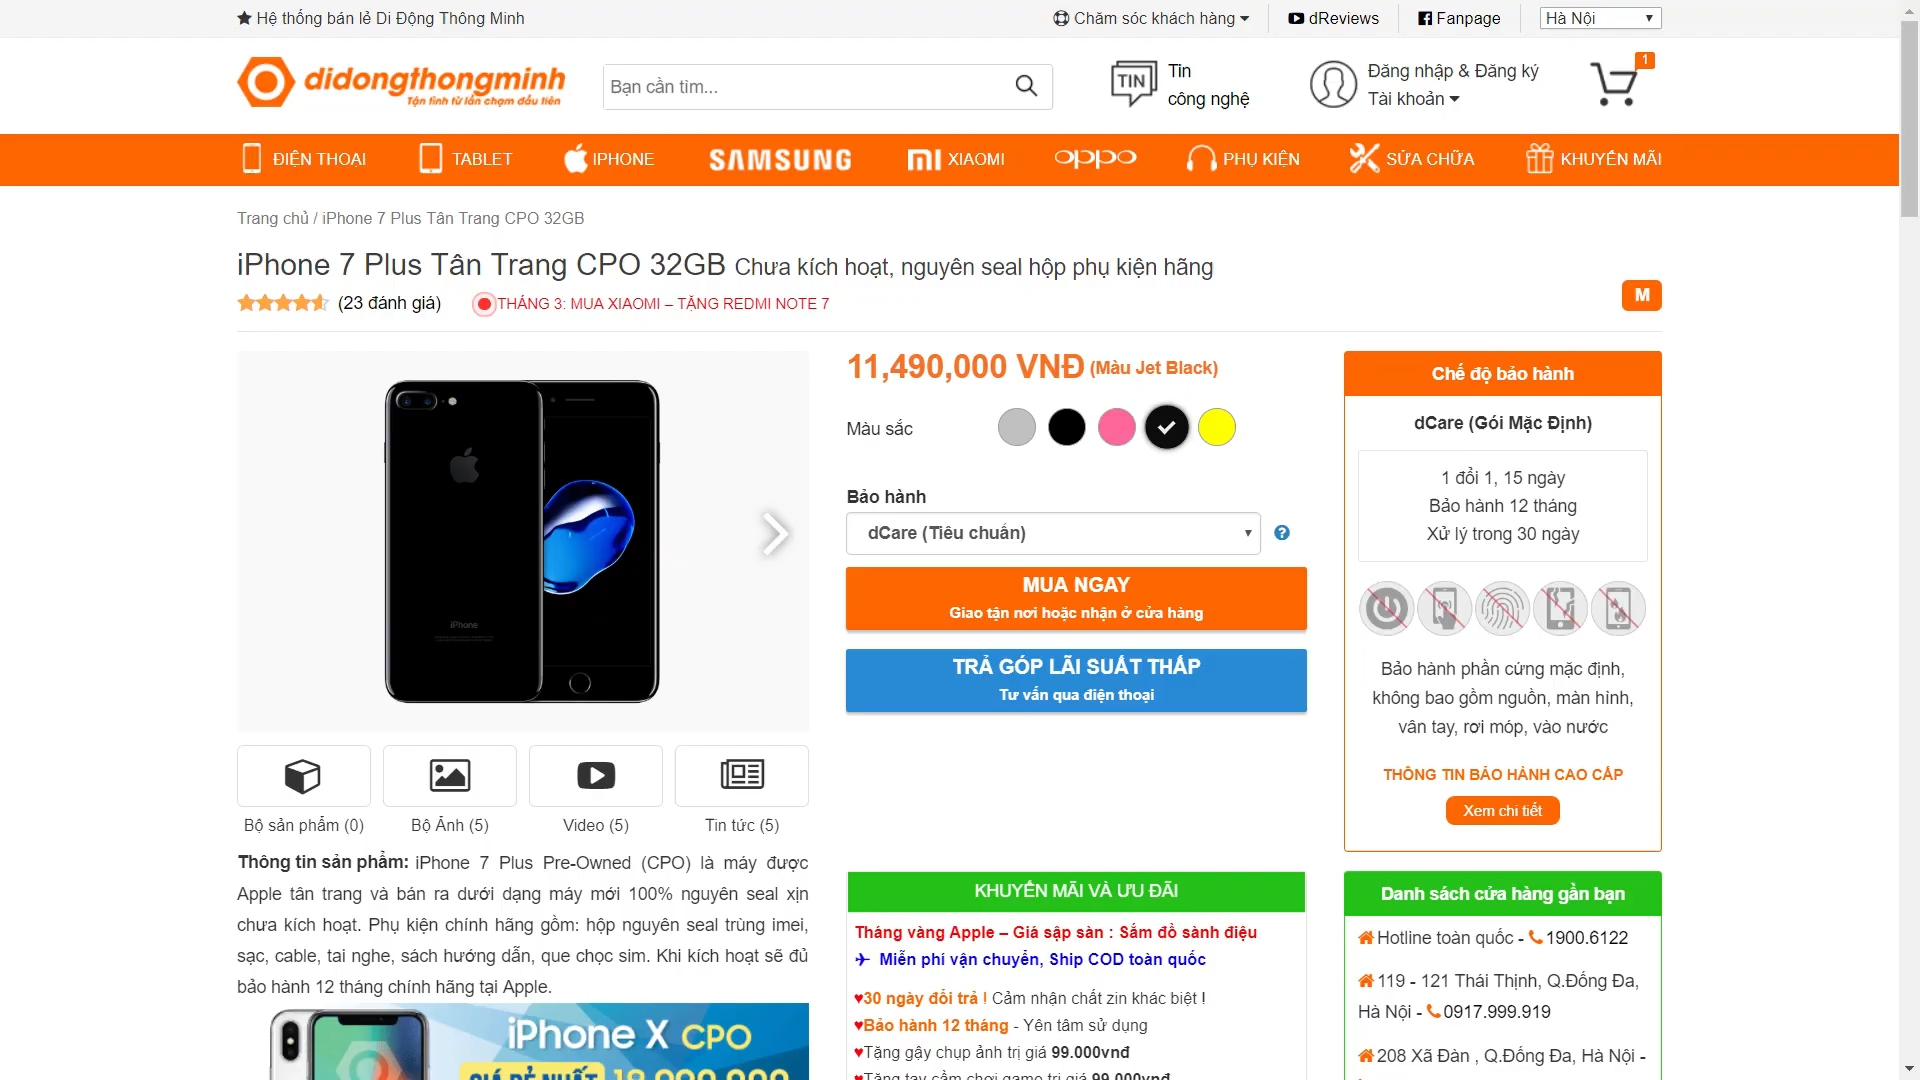 Hệ thống bán lẻ Di Động Thông Minh
Chăm sóc khách hàng
dReviews
Fanpage
Hà Nội
didongthongminh
Tận tình từ lần chạm đầu tiên
Bạn cần tìm...
TIN
Tin
công nghệ
Đăng nhập & Đăng ký
Tài khoản
1
ĐIỆN THOẠI
TABLET
IPHONE
SAMSUNG
MI XIAOMI
oppo
PHỤ KIỆN
SỬA CHỮA
KHUYẾN MÃI
Trang chủ / iPhone 7 Plus Tân Trang CPO 32GB
iPhone 7 Plus Tân Trang CPO 32GB Chưa kích hoạt, nguyên seal hộp phụ kiện hãng
(23 đánh giá)
THÁNG 3: MUA XIAOMI – TẶNG REDMI NOTE 7
M
iPhone
11,490,000 VNĐ (Màu Jet Black)
Màu sắc
Bảo hành
dCare (Tiêu chuẩn)
MUA NGAY
Giao tận nơi hoặc nhận ở cửa hàng
TRẢ GÓP LÃI SUẤT THẤP
Tư vấn qua điện thoại
Chế độ bảo hành
dCare (Gói Mặc Định)
1 đổi 1, 15 ngày
Bảo hành 12 tháng
Xử lý trong 30 ngày
Bảo hành phần cứng mặc định,
không bao gồm nguồn, màn hình,
vân tay, rơi móp, vào nước
THÔNG TIN BẢO HÀNH CAO CẤP
Xem chi tiết
Bộ sản phẩm (0)
Bộ Ảnh (5)
Video (5)
Tin tức (5)
Thông tin sản phẩm: iPhone 7 Plus Pre-Owned (CPO) là máy được
Apple tân trang và bán ra dưới dạng máy mới 100% nguyên seal xịn
chưa kích hoạt. Phụ kiện chính hãng gồm: hộp nguyên seal trùng imei,
sạc, cable, tai nghe, sách hướng dẫn, que chọc sim. Khi kích hoạt sẽ đủ
bảo hành 12 tháng chính hãng tại Apple.
iPhone X CPO
GIÁ RẺ NHẤT
KHUYẾN MÃI VÀ ƯU ĐÃI
Tháng vàng Apple – Giá sập sàn : Sắm đồ sành điệu
Miễn phí vận chuyển, Ship COD toàn quốc
♥30 ngày đổi trả ! Cảm nhận chất zin khác biệt !
♥Bảo hành 12 tháng - Yên tâm sử dụng
♥Tặng gậy chụp ảnh trị giá 99.000vnđ
♥Tặng tay cầm chơi game trị giá 99.000vnđ
Danh sách cửa hàng gần bạn
Hotline toàn quốc - 1900.6122
119 - 121 Thái Thịnh, Q.Đống Đa,
Hà Nội - 0917.999.919
208 Xã Đàn , Q.Đống Đa, Hà Nội -